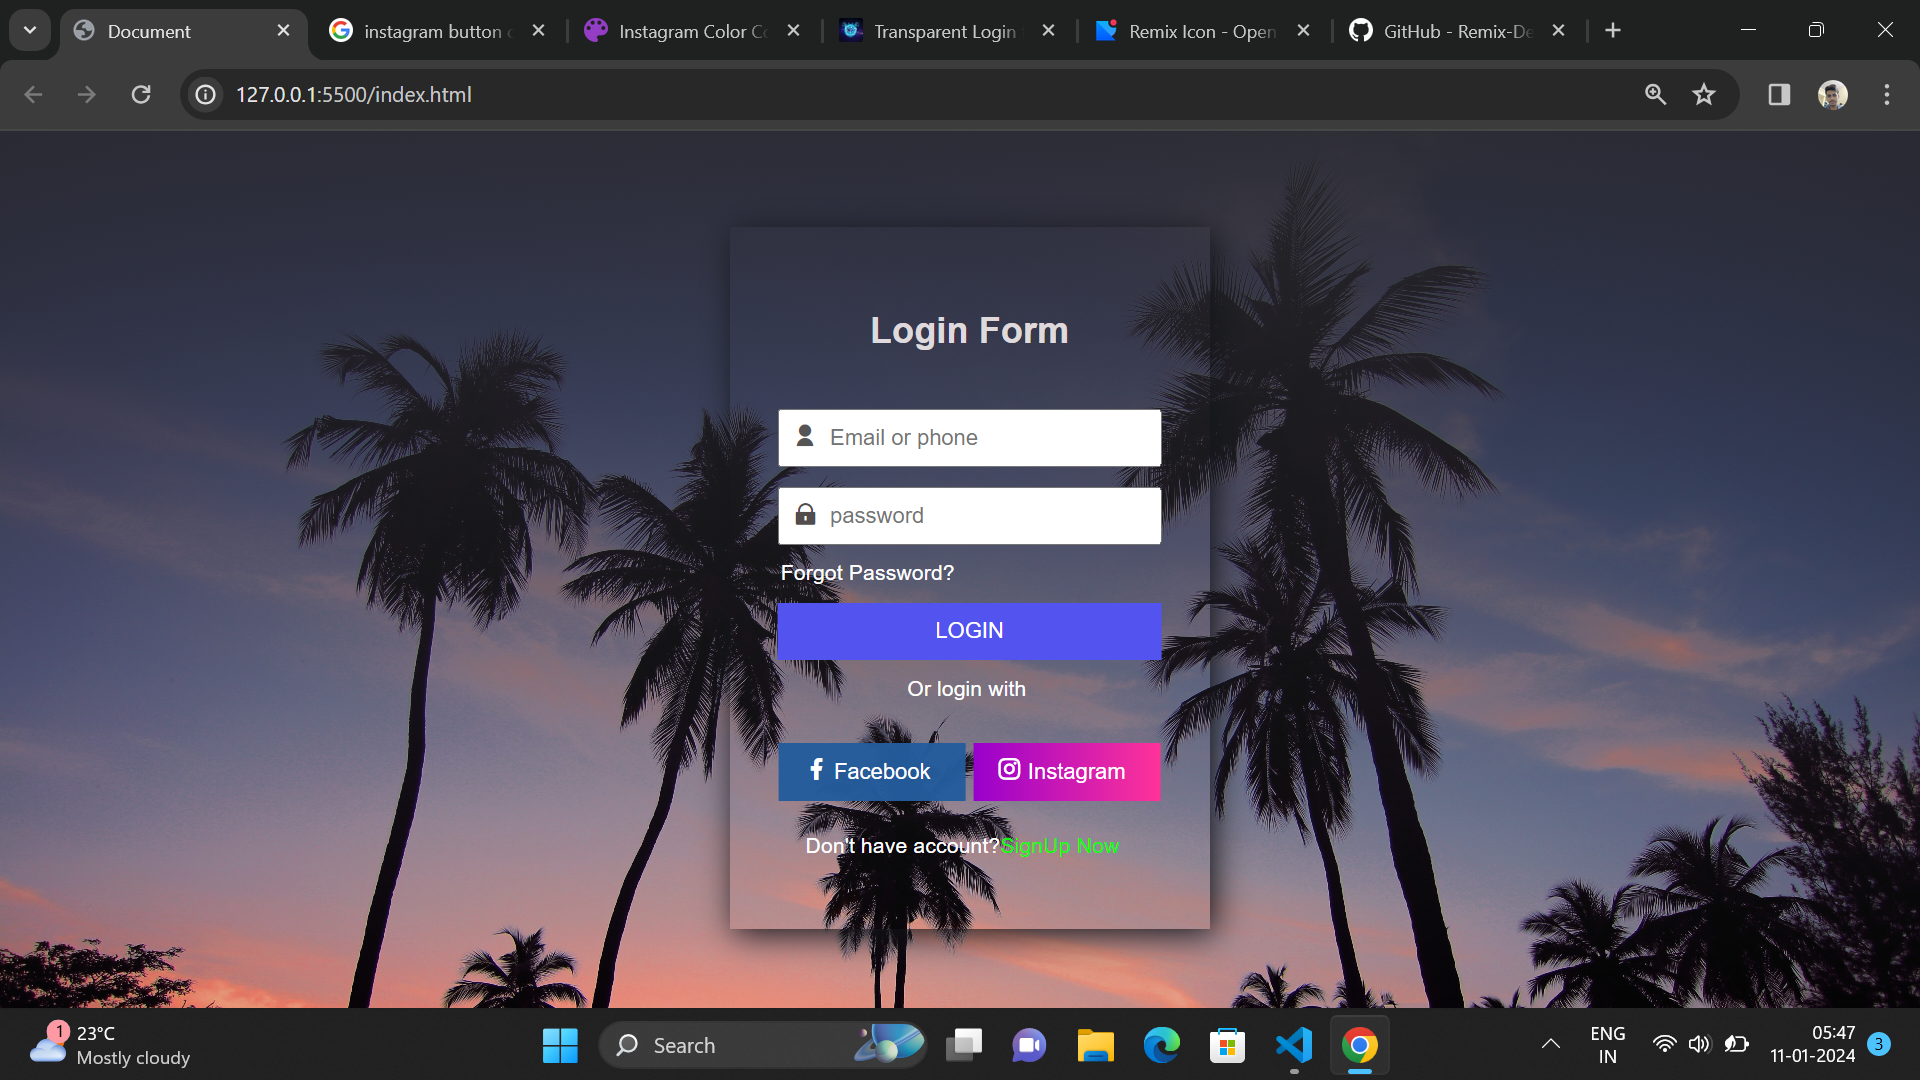 Document
instagram button c
Instagram Color Co
Transparent Login
Remix Icon - Open
GitHub - Remix-De
127.0.0.1:5500/index.html
Login Form
Email or phone
password
Forgot Password?
LOGIN
Or login with
Facebook
Instagram
Don't have account?SignUp Now
1
23°C
Mostly cloudy
Search
ENG
IN
05:47
11-01-2024
3